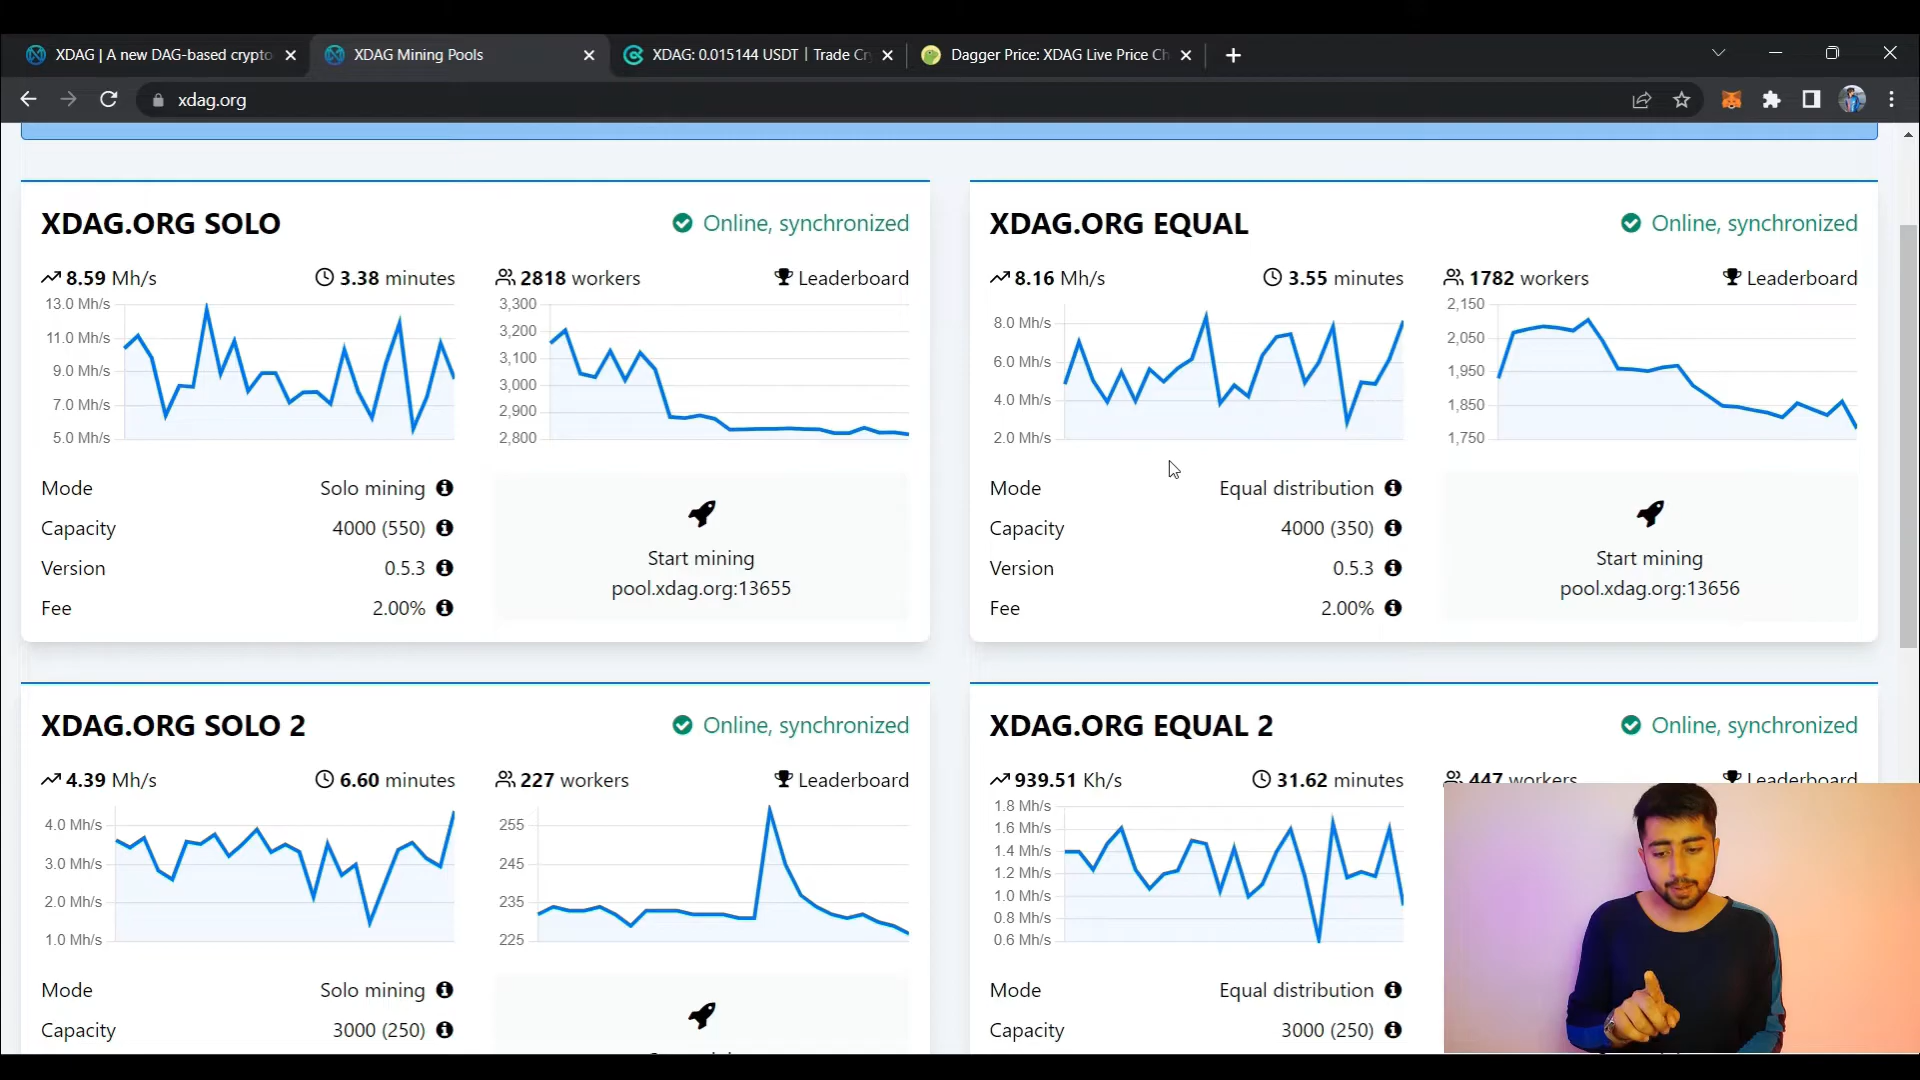 XDAG | A new DAG-based crypto
XDAG Mining Pools
XDAG: 0.015144 USDT | Trade Cr
Dagger Price: XDAG Live Price Ch
xdag.org
XDAG.ORG SOLO
Online, synchronized
8.59 Mh/s
3.38 minutes
2818 workers
Leaderboard
13.0 Mh/s
11.0 Mh/s
9.0 Mh/s
7.0 Mh/s
5.0 Mh/s
3,300
3,200
3,100
3,000
2,900
2,800
Mode
Solo mining
Capacity
4000 (550)
Version
0.5.3
Fee
2.00%
Start mining
pool.xdag.org:13655
XDAG.ORG EQUAL
Online, synchronized
8.16 Mh/s
3.55 minutes
1782 workers
Leaderboard
8.0 Mh/s
6.0 Mh/s
4.0 Mh/s
2.0 Mh/s
2,150
2,050
1,950
1,850
1,750
Mode
Equal distribution
Capacity
4000 (350)
Version
0.5.3
Fee
2.00%
Start mining
pool.xdag.org:13656
XDAG.ORG SOLO 2
Online, synchronized
4.39 Mh/s
6.60 minutes
227 workers
Leaderboard
4.0 Mh/s
3.0 Mh/s
2.0 Mh/s
1.0 Mh/s
255
245
235
225
Mode
Solo mining
Capacity
3000 (250)
XDAG.ORG EQUAL 2
Online, synchronized
939.51 Kh/s
31.62 minutes
447 workers
Leaderboard
1.8 Mh/s
1.6 Mh/s
1.4 Mh/s
1.2 Mh/s
1.0 Mh/s
0.8 Mh/s
0.6 Mh/s
Mode
Equal distribution
Capacity
3000 (250)